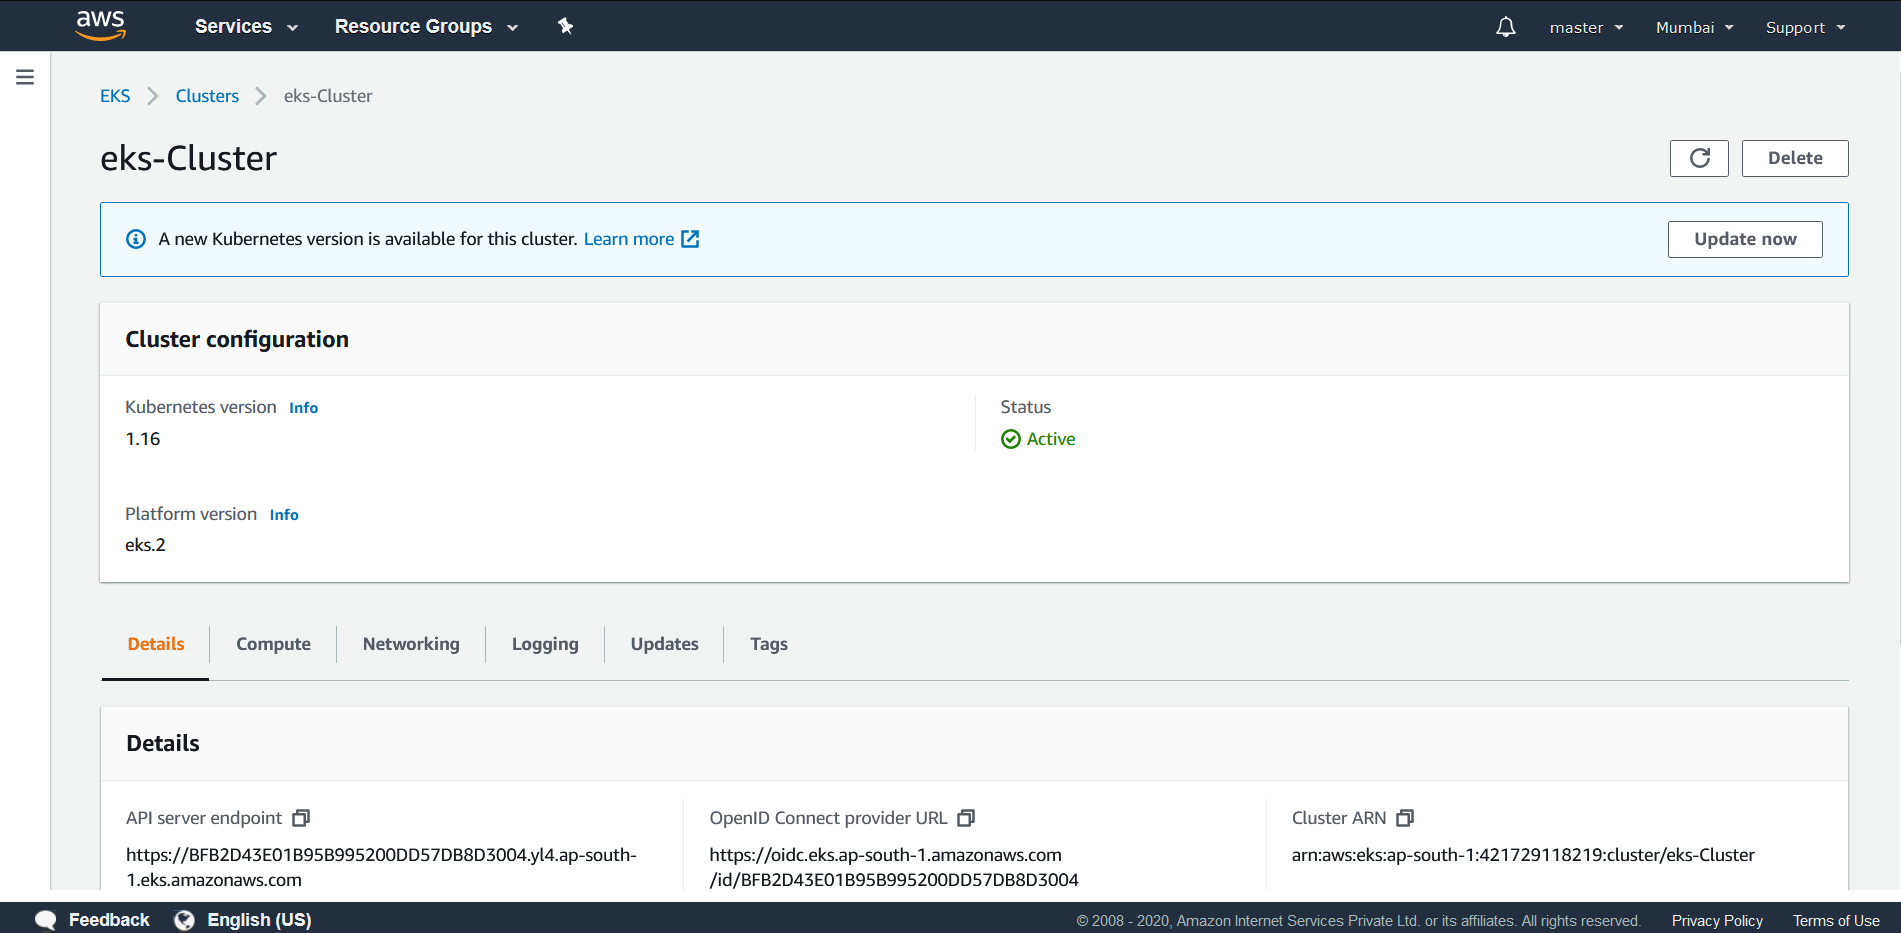 aws
Services
Resource Groups
master
Mumbai
Support
EKS
Clusters
eks-Cluster
eks-Cluster
Delete
A new Kubernetes version is available for this cluster. Learn more
Update now
Cluster configuration
Kubernetes version Info
1.16
Status
Active
Platform version Info
eks.2
Details
Compute
Networking
Logging
Updates
Tags
Details
API server endpoint
https://BFB2D43E01B95B995200DD57DB8D3004.yl4.ap-south-
1.eks.amazonaws.com
OpenID Connect provider URL
https://oidc.eks.ap-south-1.amazonaws.com
/id/BFB2D43E01B95B995200DD57DB8D3004
Cluster ARN
arn:aws:eks:ap-south-1:421729118219:cluster/eks-Cluster
Feedback
English (US)
© 2008 - 2020, Amazon Internet Services Private Ltd. or its affiliates. All rights reserved.
Privacy Policy
Terms of Use